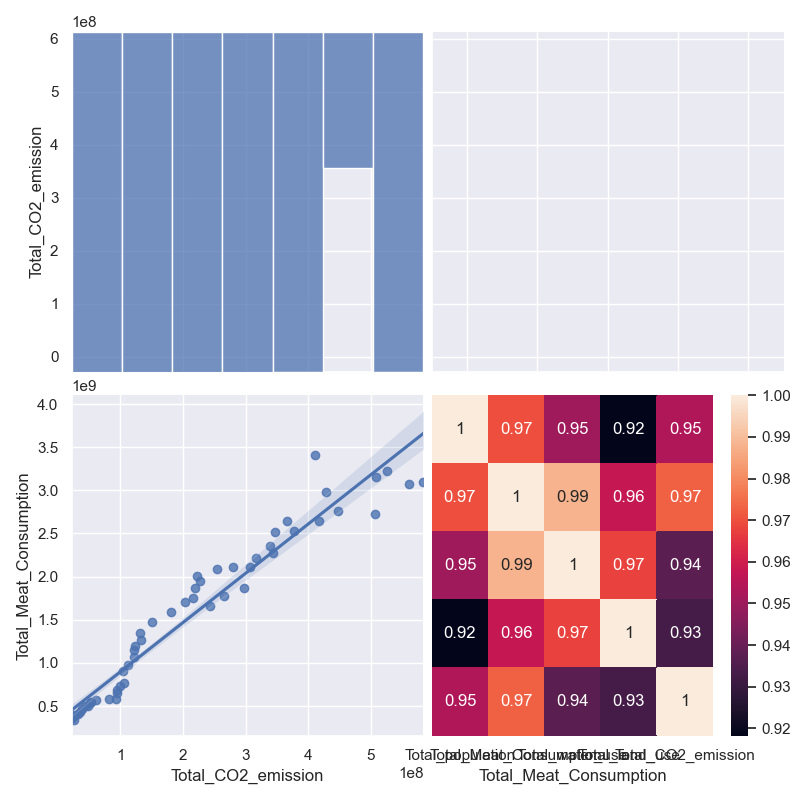 1e8
6
5
4
3
2
1
0
Total_CO2_emission
1e9
4.0
3.5
3.0
2.5
2.0
1.5
1.0
0.5
Total_Meat_Consumption
1 2 3 4 5
1e8
Total_CO2_emission
1 0.97 0.95 0.92 0.95
0.97 1 0.99 0.96 0.97
0.95 0.99 1 0.97 0.94
0.92 0.96 0.97 1 0.93
0.95 0.97 0.94 0.93 1
Total_population Total_Meat_Consumption Total_CO2_emission
Total_Meat_Consumption
1.00
0.99
0.98
0.97
0.96
0.95
0.94
0.93
0.92